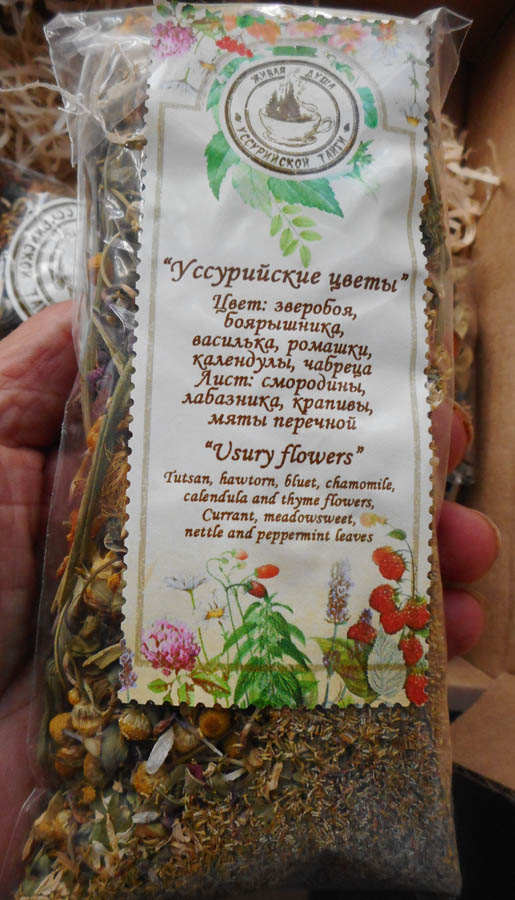 ЖИВАЯ ДУША
УССУРИЙСКОЙ ТАЙГИ
"Уссурийские цветы"
Цвет: зверобоя,
боярышника,
василька, ромашки,
календулы, чабреца
Лист: смородины,
лабазника, крапивы,
мяты перечной
"Usury flowers"
Tutsan, hawtorn, bluet, chamomile,
calendula and thyme flowers,
Currant, meadowsweet,
nettle and peppermint leaves